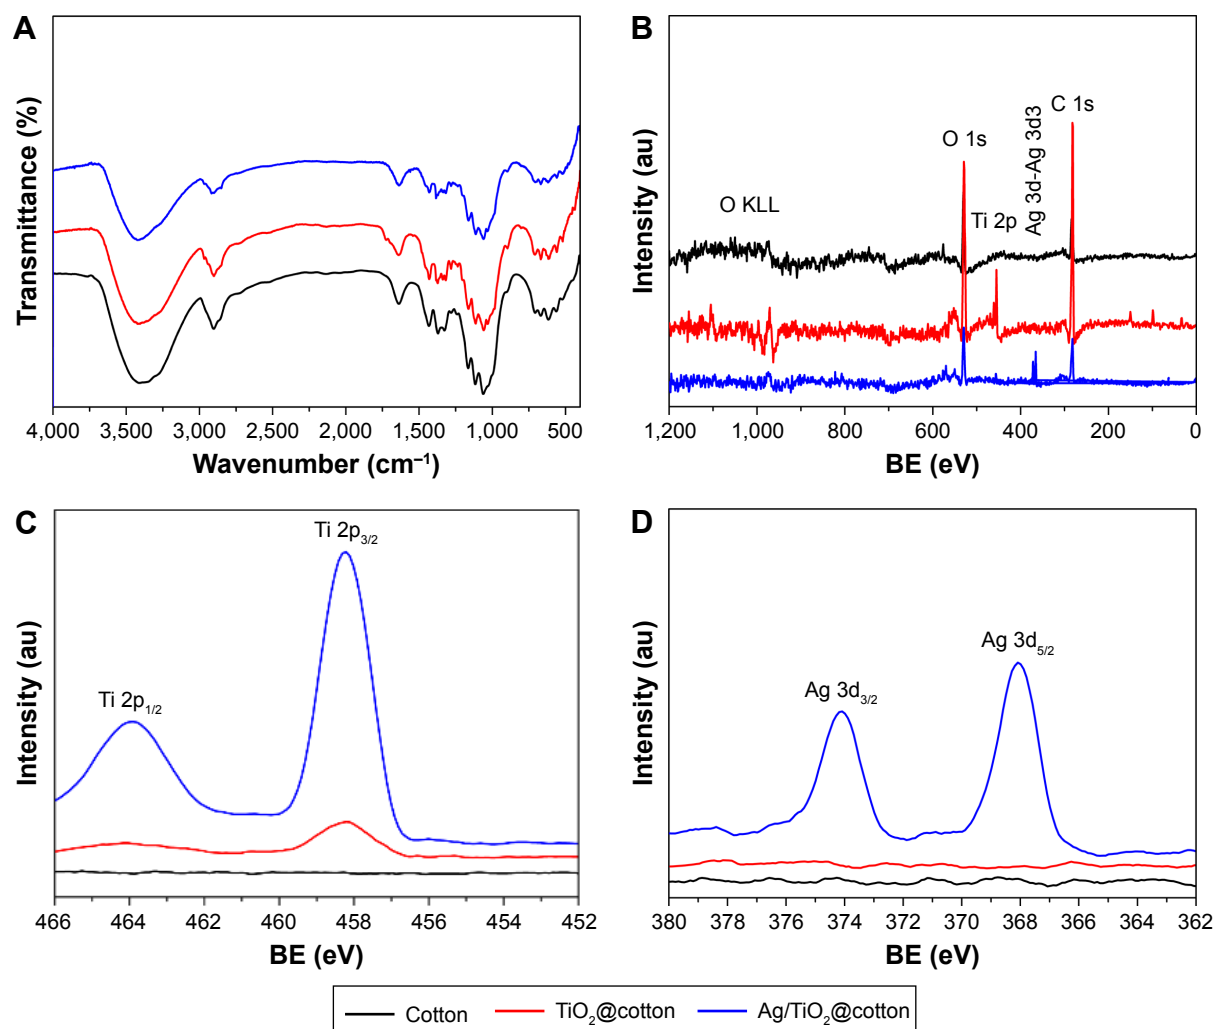 A
Transmittance (%)
4,000 3,500 3,000 2,500 2,000 1,500 1,000 500
Wavenumber (cm⁻¹)
B
Intensity (au)
O KLL
O 1s
Ti 2p
Ag 3d-Ag 3d3
C 1s
1,200 1,000 800 600 400 200 0
BE (eV)
C
Intensity (au)
Ti 2p₁/₂
Ti 2p₃/₂
466 464 462 460 458 456 454 452
BE (eV)
D
Intensity (au)
Ag 3d₃/₂
Ag 3d₅/₂
380 378 376 374 372 370 368 366 364 362
BE (eV)
Cotton TiO₂@cotton Ag/TiO₂@cotton